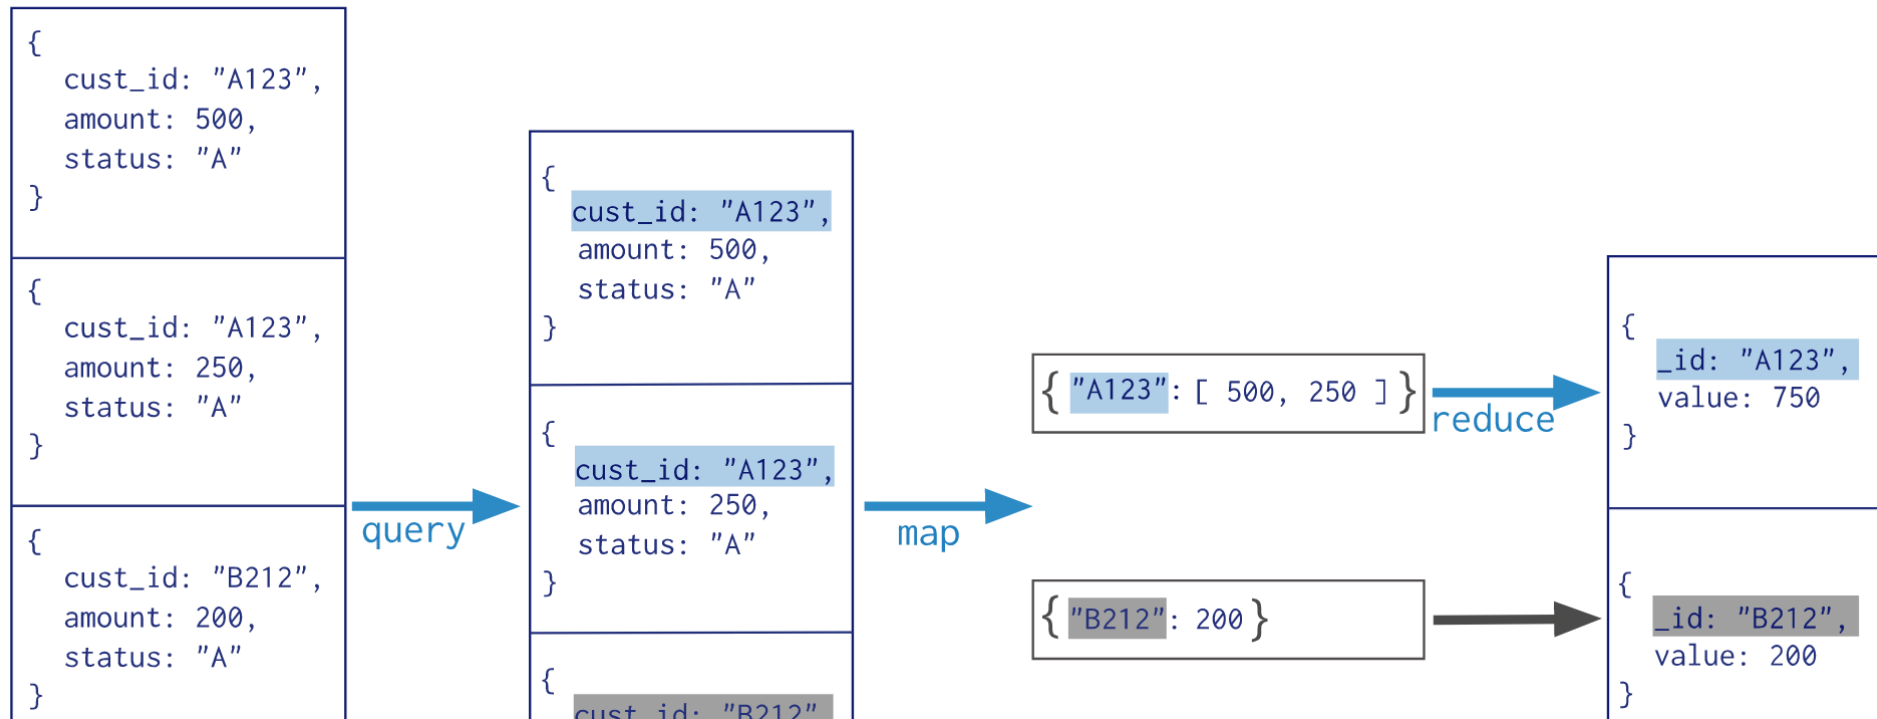 {
cust_id: "A123",
amount: 500,
status: "A"
}
{
cust_id: "A123",
amount: 250,
status: "A"
}
{
cust_id: "B212",
amount: 200,
status: "A"
}
query
{
cust_id: "A123",
amount: 500,
status: "A"
}
{
cust_id: "A123",
amount: 250,
status: "A"
}
{
cust_id: "B212"
map
{ "A123": [ 500, 250 ] }
{ "B212": 200 }
reduce
{
_id: "A123",
value: 750
}
{
_id: "B212",
value: 200
}